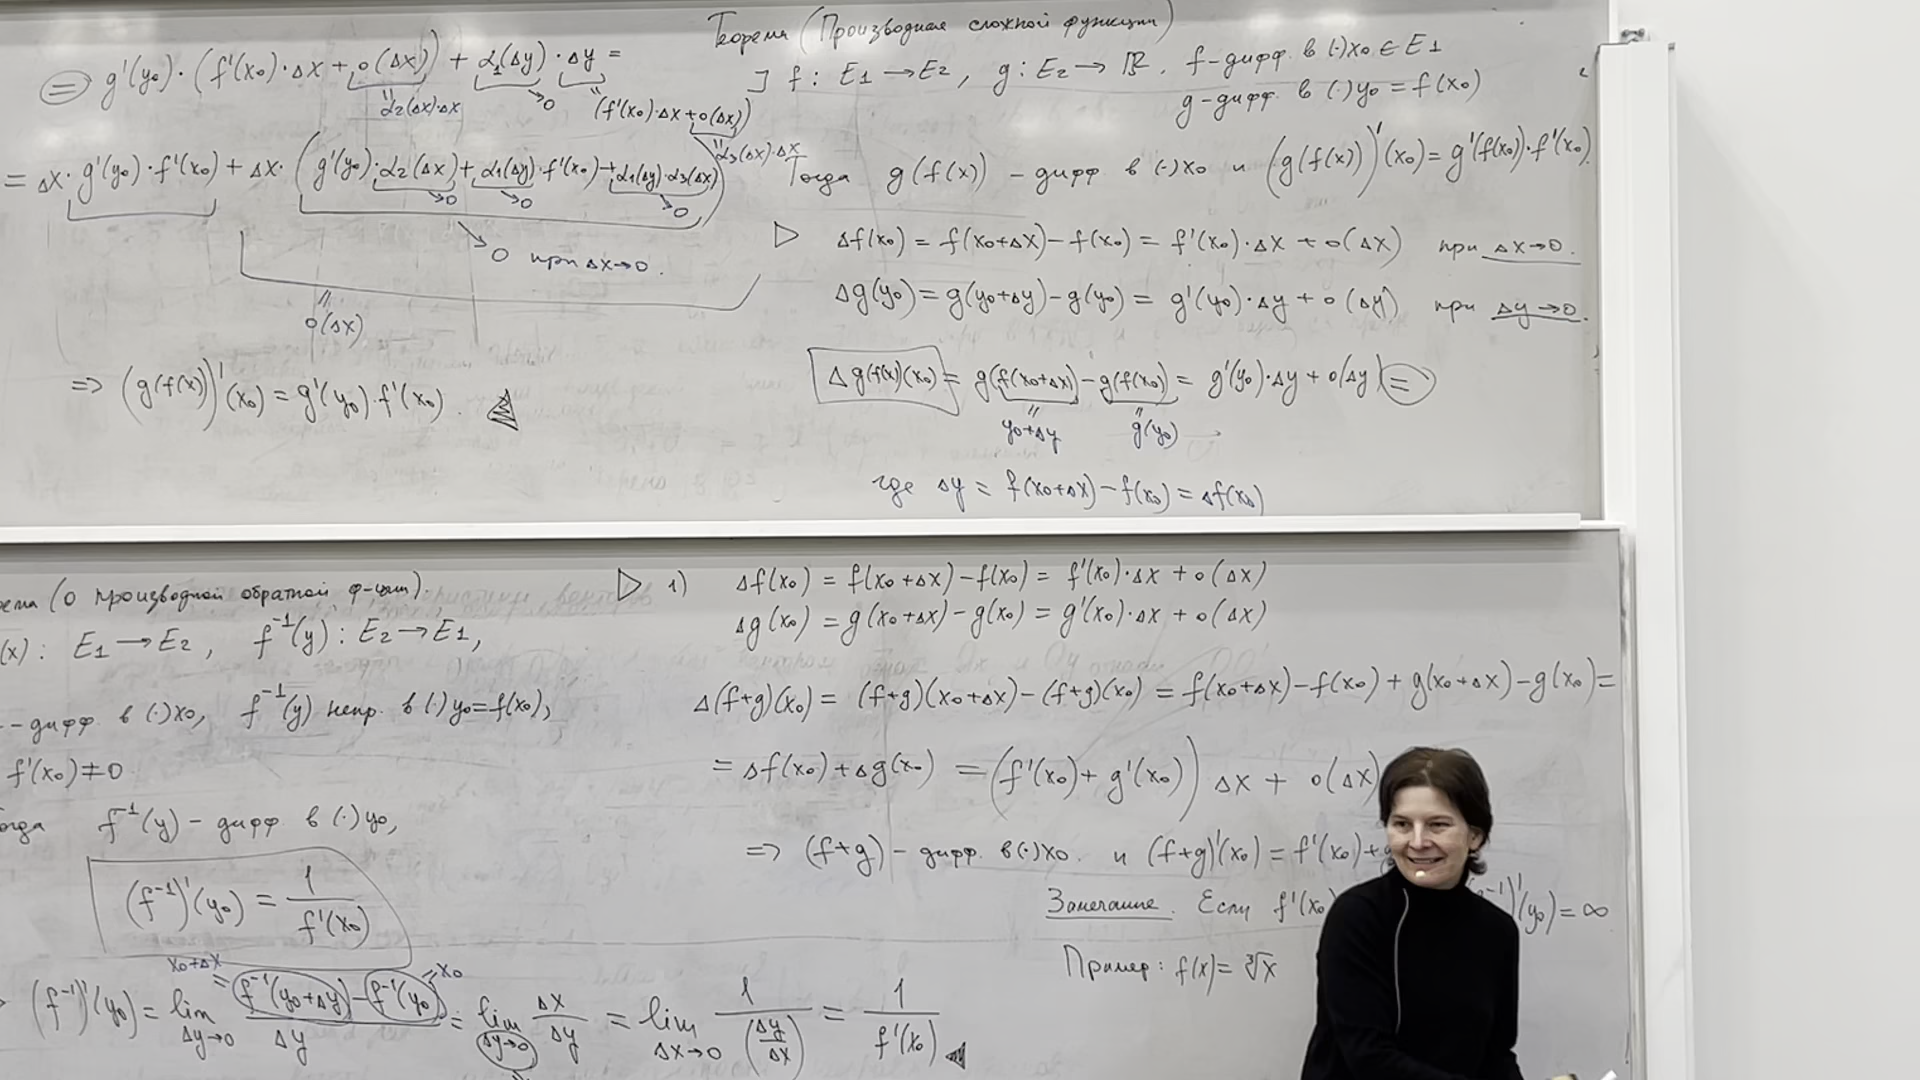 Теорема (Производная сложной функции)
] f : E1 → E2 , g : E2 → ℝ . f-дифф. в (·)x0 ∈ E1
g-дифф. в (·)y0 = f(x0)
Тогда g(f(x)) - дифф в (·)x0 и (g(f(x)))'(x0) = g'(f(x0))·f'(x0).
▷ Δf(x0) = f(x0+Δx) - f(x0) = f'(x0)·Δx + o(Δx) при Δx→0.
Δg(y0) = g(y0+Δy) - g(y0) = g'(y0)·Δy + o(Δy) при Δy→0.
Δg(f(x))(x0) = g(f(x0+Δx)) - g(f(x0)) = g'(y0)·Δy + o(Δy) =
y0+Δy g(y0)
где Δy = f(x0+Δx) - f(x0) = Δf(x0)
= g'(y0)·(f'(x0)·Δx + o(Δx)) + α1(Δy)·Δy =
α2(Δx)·Δx →0 (f'(x0)·Δx + o(Δx))
α3(Δx)·Δx
= Δx·g'(y0)·f'(x0) + Δx·(g'(y0)·α2(Δx) + α1(Δy)·f'(x0) + α1(Δy)·α3(Δx))
→0 →0 →0
→ 0 при Δx→0.
o(Δx)
=> (g(f(x)))'(x0) = g'(y0)·f'(x0).
(о производной обратной ф-ции).
(x) : E1 → E2 , f⁻¹(y) : E2 → E1,
-дифф. в (·)x0, f⁻¹(y) непр. в (·) y0=f(x0),
f'(x0) ≠ 0
f⁻¹(y) - дифф в (·) y0,
(f⁻¹)'(y0) = 1/f'(x0)
x0+Δx = = x0
(f⁻¹)'(y0) = lim Δy→0 (f⁻¹(y0+Δy) - f⁻¹(y0))/Δy = lim Δy→0 Δx/Δy = lim Δx→0 1/(Δy/Δx) = 1/f'(x0)
▷ 1) Δf(x0) = f(x0+Δx) - f(x0) = f'(x0)·Δx + o(Δx)
Δg(x0) = g(x0+Δx) - g(x0) = g'(x0)·Δx + o(Δx)
Δ(f+g)(x0) = (f+g)(x0+Δx) - (f+g)(x0) = f(x0+Δx) - f(x0) + g(x0+Δx) - g(x0) =
= Δf(x0) + Δg(x0) = (f'(x0) + g'(x0)) Δx + o(Δx)
=> (f+g) - дифф. в (·)x0. и (f+g)'(x0) = f'(x0) +
Замечание. Если f'(x0 )'(y0) = ∞
Пример: f(x) = ∛x